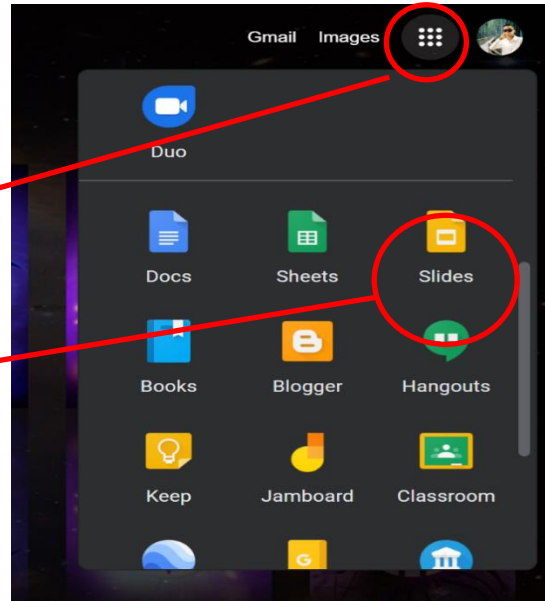 Gmail Images
Duo
Docs Sheets Slides
Books Blogger Hangouts
Keep Jamboard Classroom
G